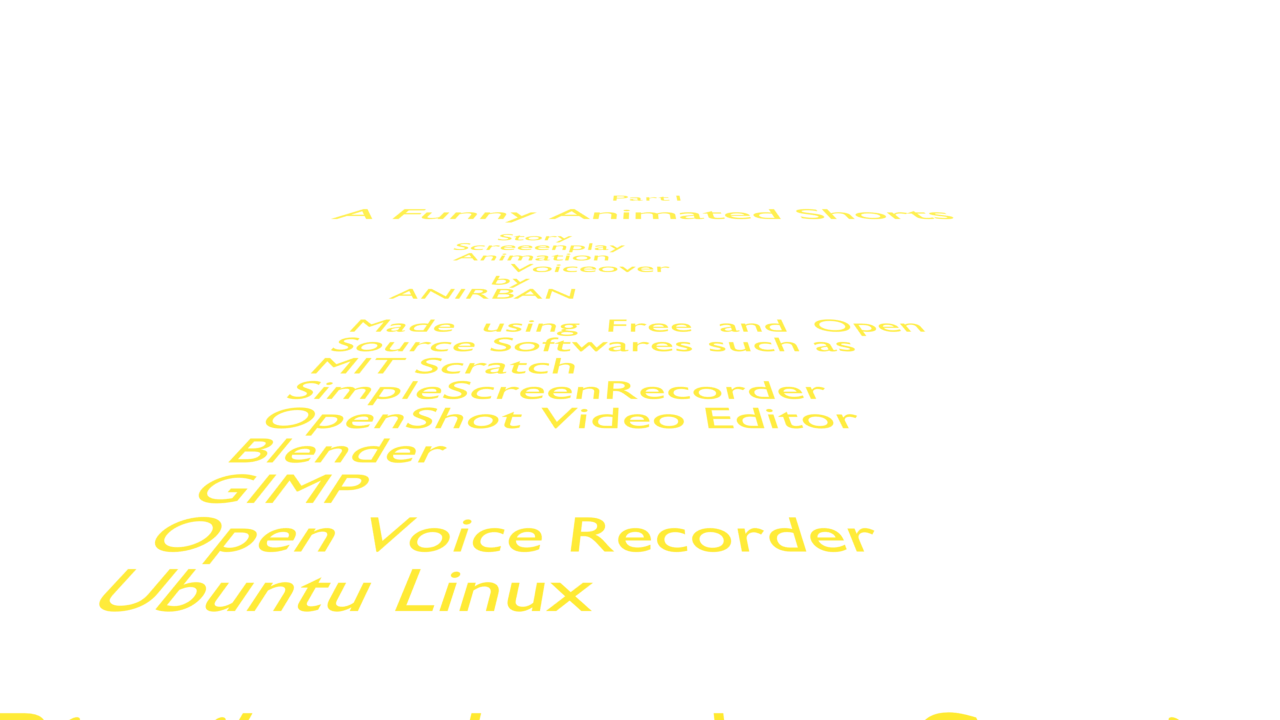 Part I
A Funny Animated Shorts
Story
Screeenplay
Animation
Voiceover
by
ANIRBAN
Made using Free and Open
Source Softwares such as
MIT Scratch
SimpleScreenRecorder
OpenShot Video Editor
Blender
GIMP
Open Voice Recorder
Ubuntu Linux